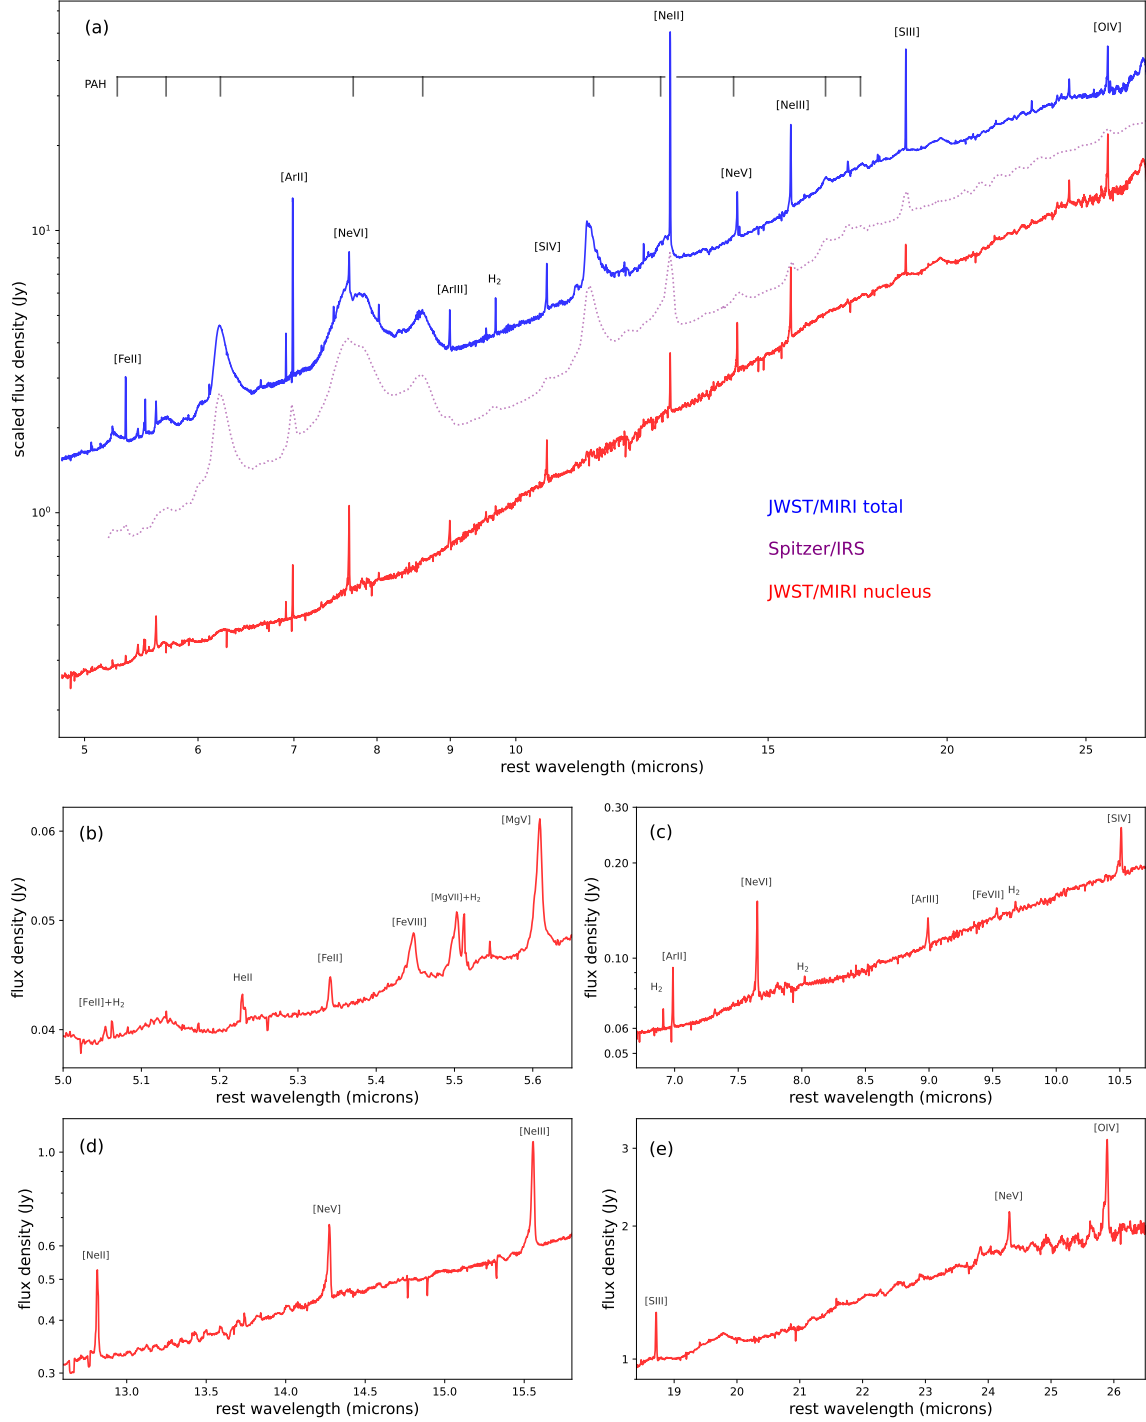 (a)
[NeII]
[SIII]
[OIV]
PAH
[NeIII]
[ArII]
[NeV]
[NeVI]
[SIV]
[ArIII]
H2
[FeII]
10^1
10^0
scaled flux density (Jy)
JWST/MIRI total
Spitzer/IRS
JWST/MIRI nucleus
5 6 7 8 9 10 15 20 25
rest wavelength (microns)
(b)
[MgV]
[MgVII]+H2
[FeVIII]
[FeII]
HeII
[FeII]+H2
0.06
0.05
0.04
flux density (Jy)
5.0 5.1 5.2 5.3 5.4 5.5 5.6
rest wavelength (microns)
(c)
[SIV]
[NeVI]
[ArIII]
[FeVII]
H2
[ArII]
H2
H2
0.30
0.20
0.10
0.06
0.05
flux density (Jy)
7.0 7.5 8.0 8.5 9.0 9.5 10.0 10.5
rest wavelength (microns)
(d)
[NeIII]
[NeV]
[NeII]
1.0
0.6
0.5
0.4
0.3
flux density (Jy)
13.0 13.5 14.0 14.5 15.0 15.5
rest wavelength (microns)
(e)
[OIV]
[NeV]
[SIII]
3
2
1
flux density (Jy)
19 20 21 22 23 24 25 26
rest wavelength (microns)